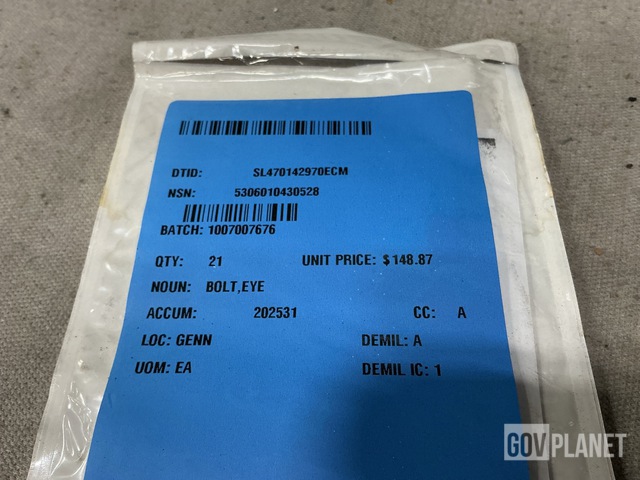 DTID: SL470142970ECM
NSN: 5306010430528
BATCH: 1007007676
QTY: 21 UNIT PRICE: $ 148.87
NOUN: BOLT,EYE
ACCUM: 202531 CC: A
LOC: GENN DEMIL: A
UOM: EA DEMIL IC: 1
GOVPLANET